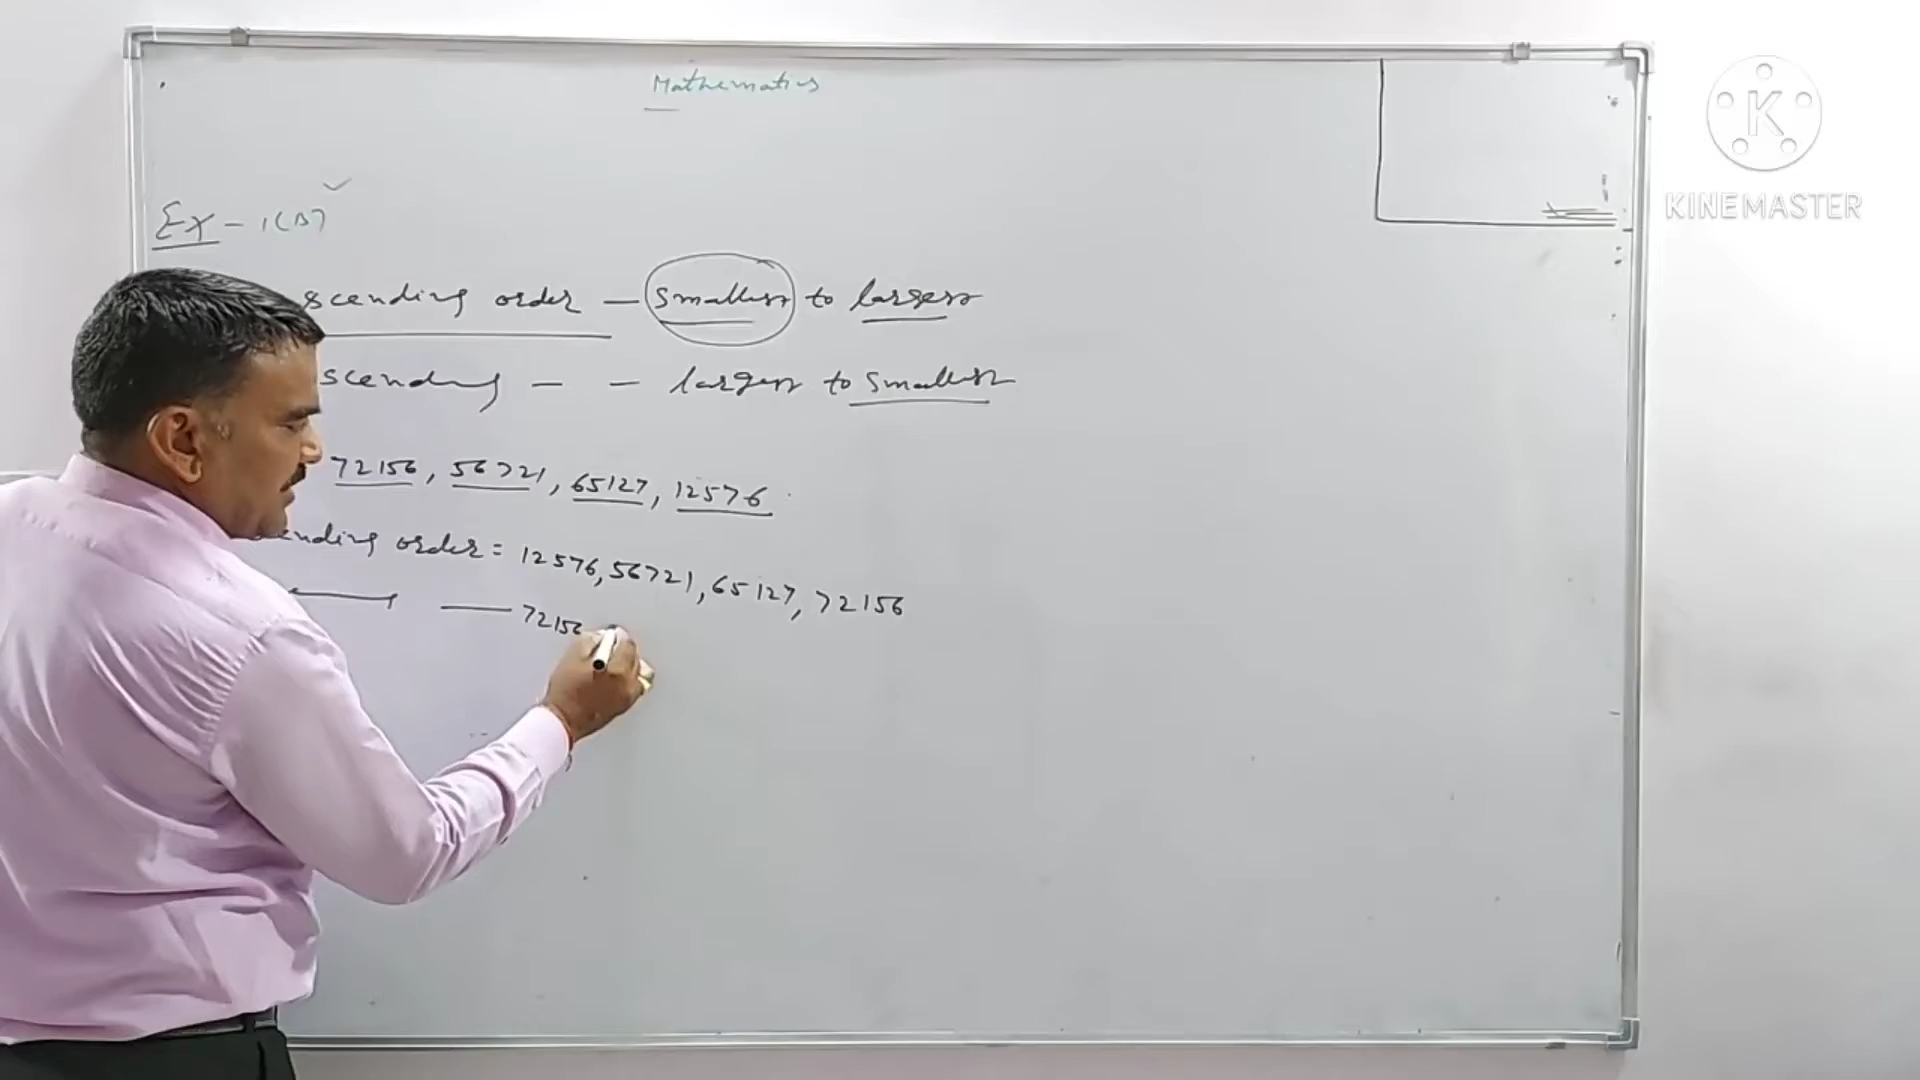 Mathematics
K
KINEMASTER
Ex - 1(B)
scending order - smallest to largest
scending - - largest to smallest
72156, 56721, 65127, 12576
ending order = 12576, 56721, 65127, 72156
72156